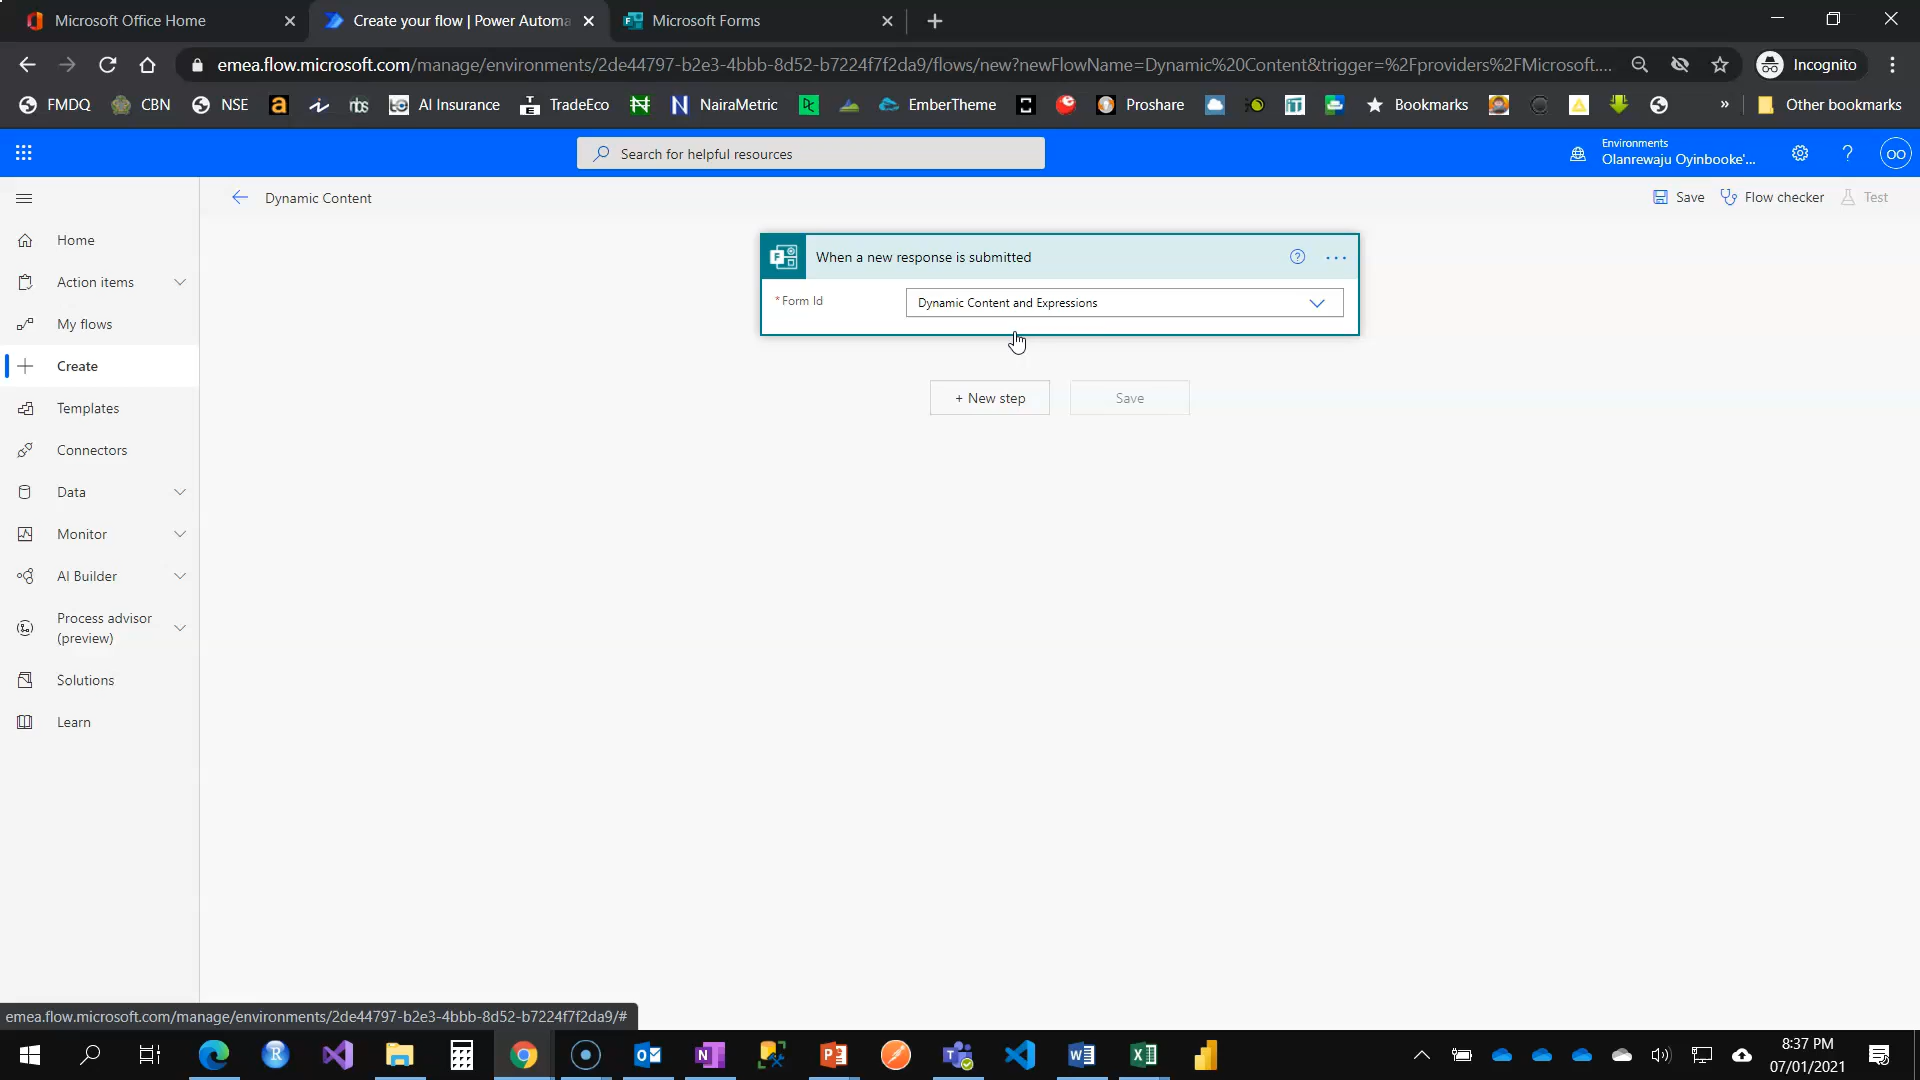 Microsoft Office Home
Create your flow | Power Automa
Microsoft Forms
emea.flow.microsoft.com/manage/environments/2de44797-b2e3-4bbb-8d52-b7224f7f2da9/flows/new?newFlowName=Dynamic%20Content&trigger=%2Fproviders%2FMicrosoft....
Incognito
FMDQ
CBN
NSE
AI Insurance
TradeEco
NairaMetric
EmberTheme
Proshare
Bookmarks
Other bookmarks
Search for helpful resources
Environments
Olanrewaju Oyinbooke'...
OO
Dynamic Content
Save
Flow checker
Test
Home
Action items
My flows
Create
Templates
Connectors
Data
Monitor
AI Builder
Process advisor
(preview)
Solutions
Learn
When a new response is submitted
* Form Id
Dynamic Content and Expressions
+ New step
Save
emea.flow.microsoft.com/manage/environments/2de44797-b2e3-4bbb-8d52-b7224f7f2da9/#
8:37 PM
07/01/2021